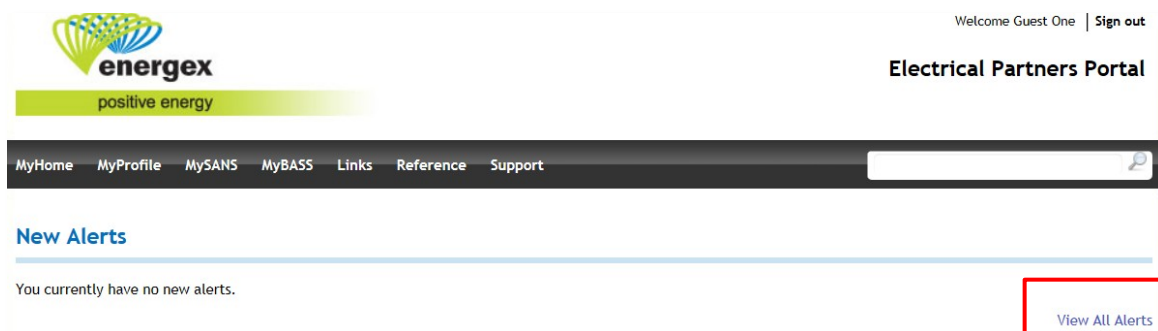 Welcome Guest One | Sign out
energex
positive energy
Electrical Partners Portal
MyHome MyProfile MySANS MyBASS Links Reference Support
New Alerts
You currently have no new alerts.
View All Alerts